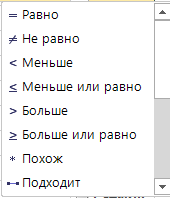 = Равно
≠ Не равно
< Меньше
≤ Меньше или равно
> Больше
≥ Больше или равно
* Похож
Подходит